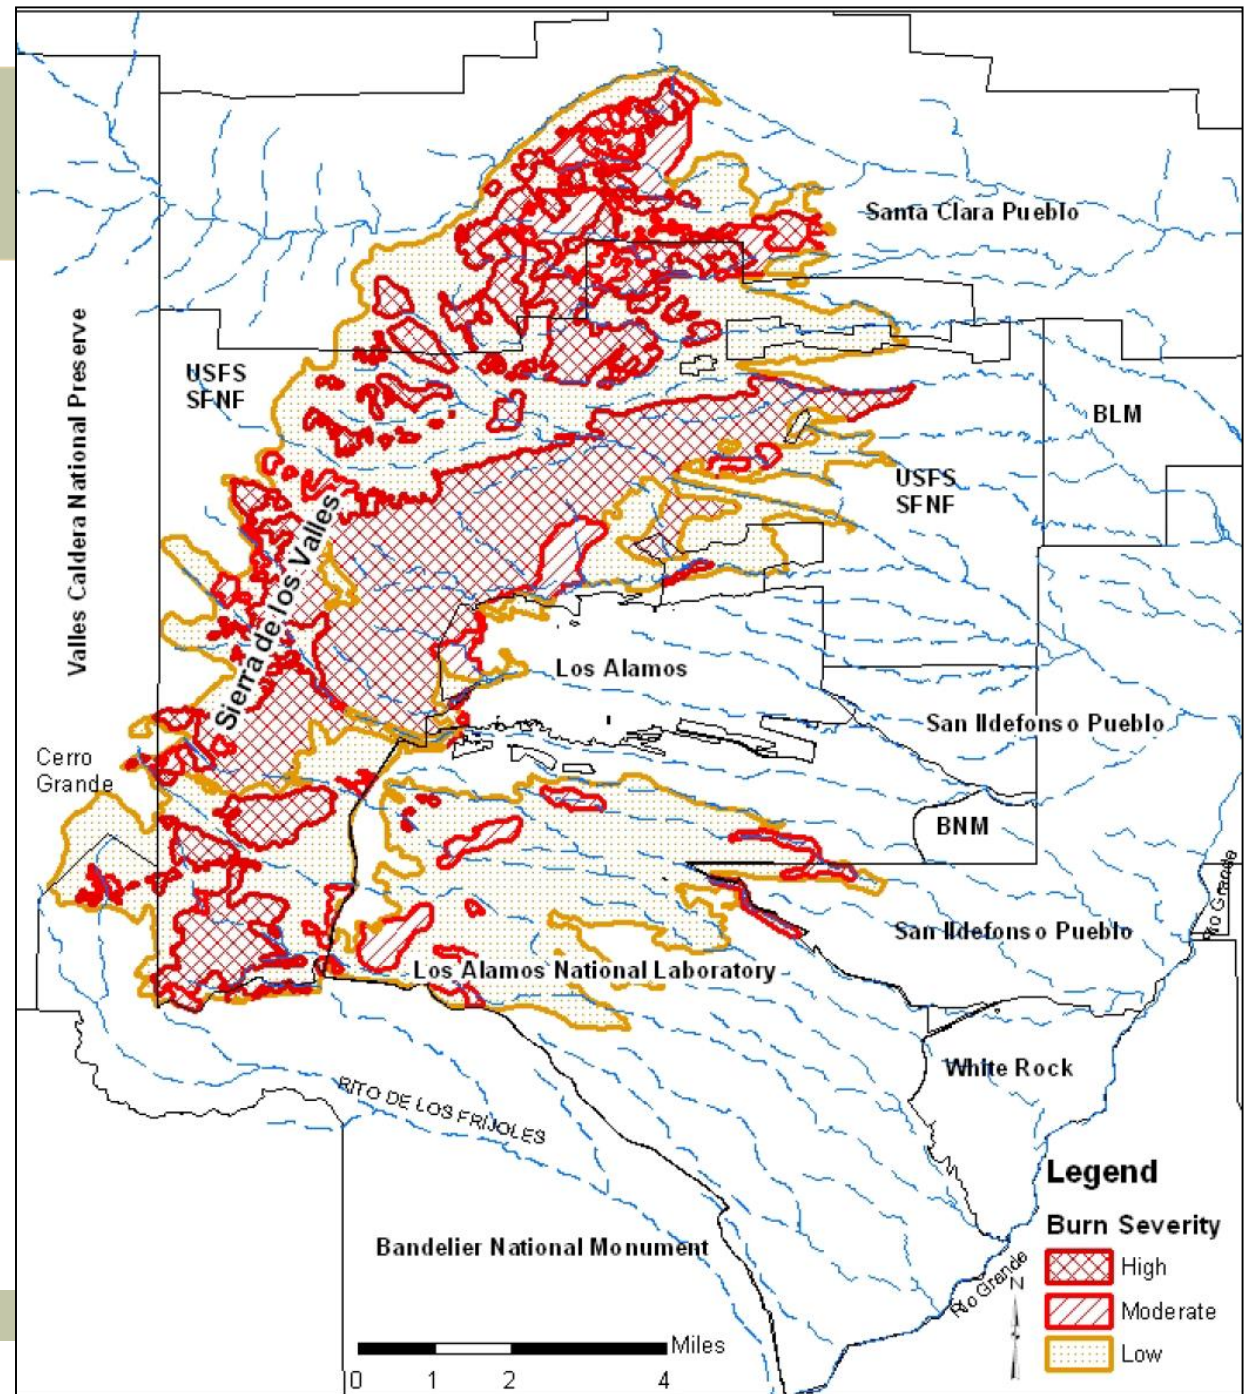 Santa Clara Pueblo
Valles Caldera National Preserve
USFS
SFNF
BLM
USFS
SFNF
Sierra de los Valles
Los Alamos
San Ildefonso Pueblo
Cerro
Grande
BNM
Rio Grande
San Ildefonso Pueblo
Los Alamos National Laboratory
White Rock
RITO DE LOS FRIJOLES
Bandelier National Monument
Rio Grande
Legend
Burn Severity
High
Moderate
Low
N
Miles
0 1 2 4